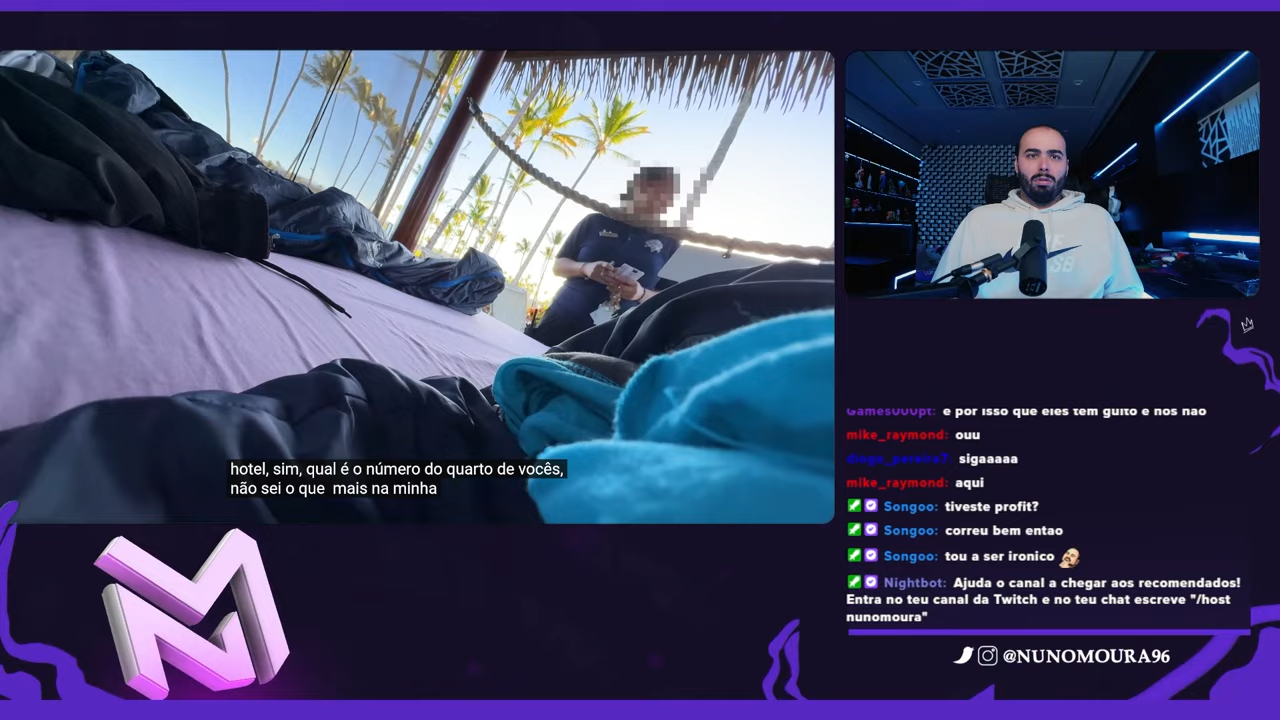 hotel, sim, qual é o número do quarto de vocês,
não sei o que mais na minha
Games000pt: e por isso que eles tem guito e nos nao
mike_raymond: ouu
diogo_pereira7: sigaaaaa
mike_raymond: aqui
Songoo: tiveste profit?
Songoo: correu bem entao
Songoo: tou a ser ironico
Nightbot: Ajuda o canal a chegar aos recomendados!
Entra no teu canal da Twitch e no teu chat escreve "/host
nunomoura"
@NUNOMOURA96